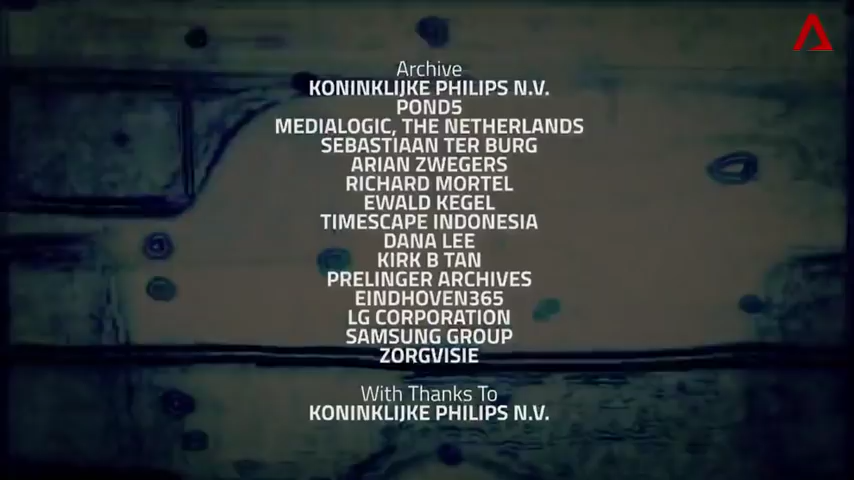 Archive
KONINKLIJKE PHILIPS N.V.
POND5
MEDIALOGIC, THE NETHERLANDS
SEBASTIAAN TER BURG
ARIAN ZWEGERS
RICHARD MORTEL
EWALD KEGEL
TIMESCAPE INDONESIA
DANA LEE
KIRK B TAN
PRELINGER ARCHIVES
EINDHOVEN365
LG CORPORATION
SAMSUNG GROUP
ZORGVISIE
With Thanks To
KONINKLIJKE PHILIPS N.V.